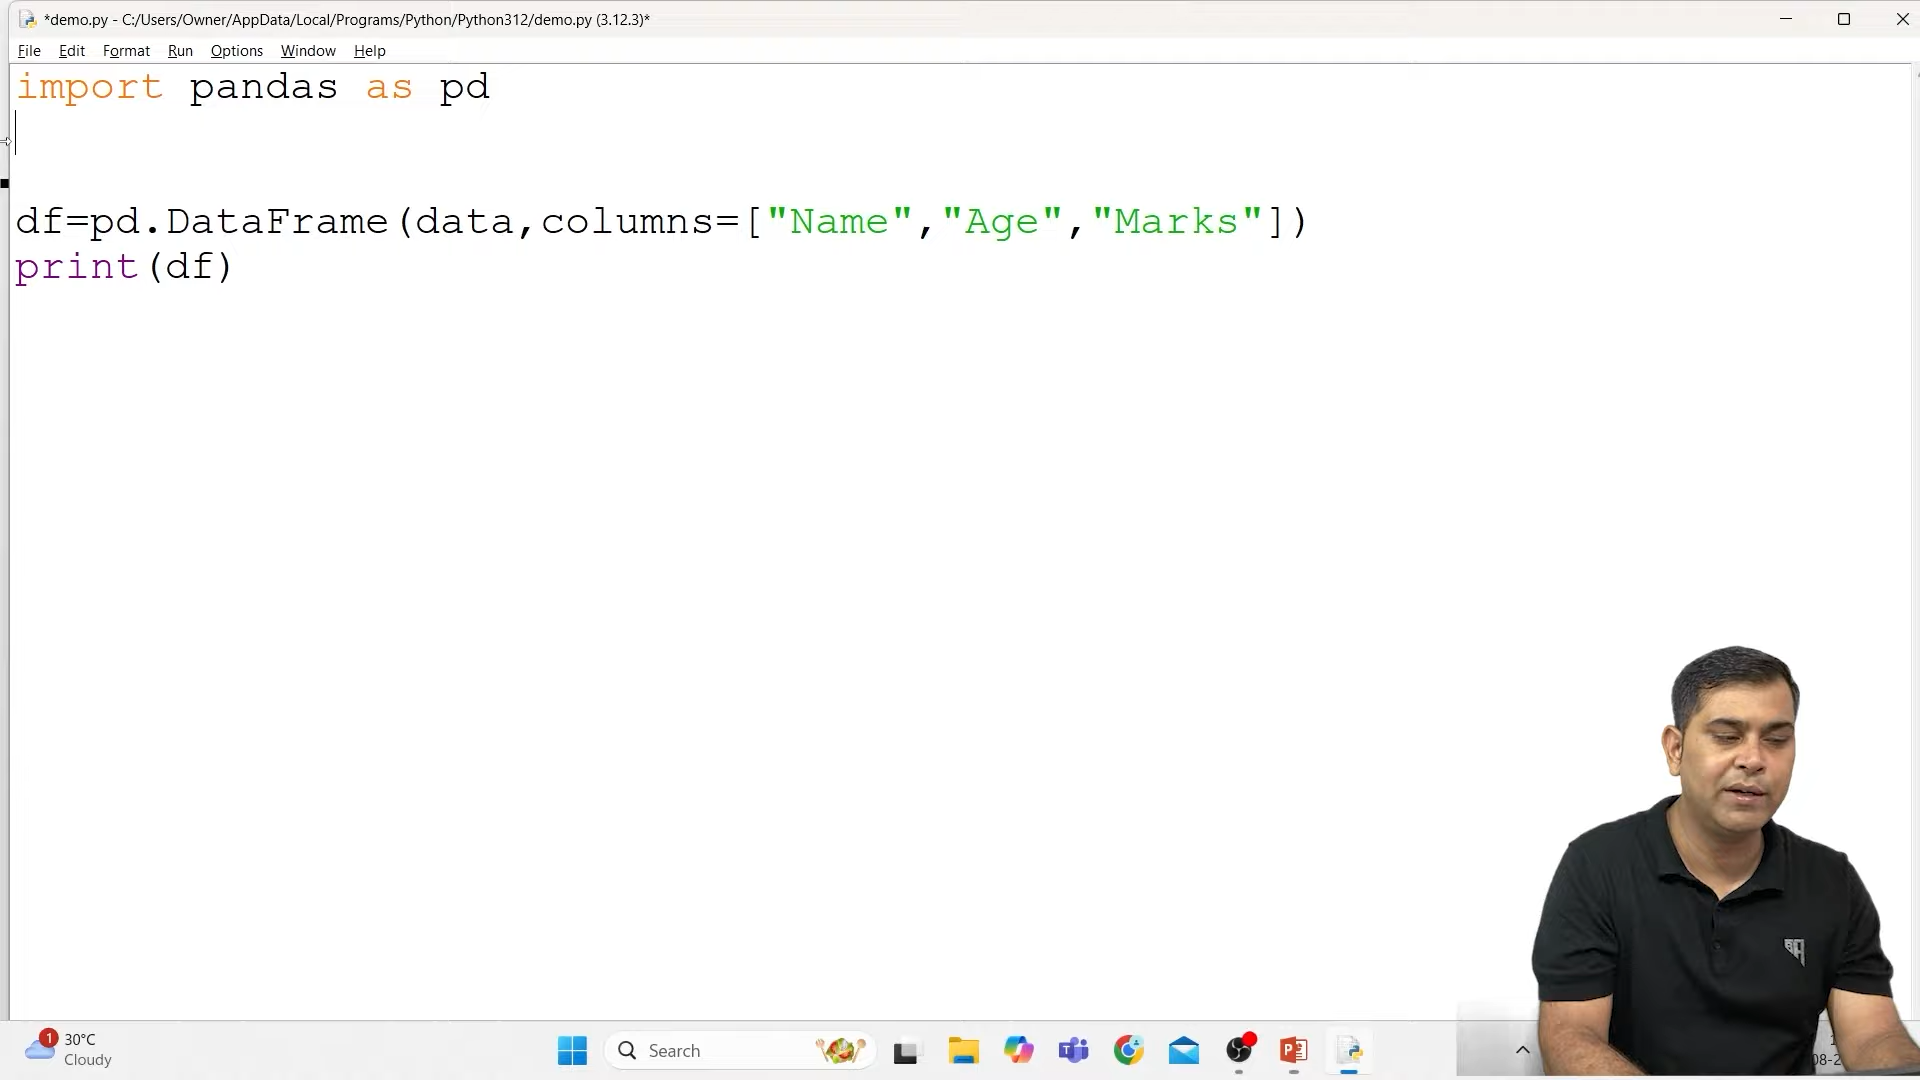 *demo.py - C:/Users/Owner/AppData/Local/Programs/Python/Python312/demo.py (3.12.3)*
File Edit Format Run Options Window Help
import pandas as pd
df=pd.DataFrame(data,columns=["Name","Age","Marks"])
print(df)
1
30°C
Cloudy
Search